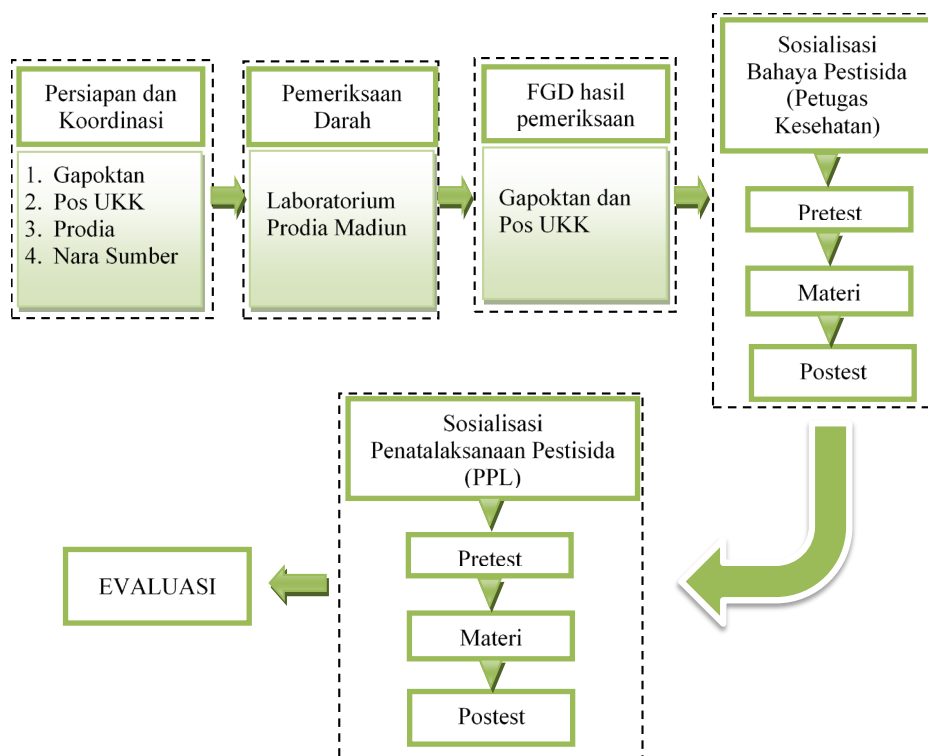 Persiapan dan
Koordinasi
1. Gapoktan
2. Pos UKK
3. Prodia
4. Nara Sumber
Pemeriksaan
Darah
Laboratorium
Prodia Madiun
FGD hasil
pemeriksaan
Gapoktan dan
Pos UKK
Sosialisasi
Bahaya Pestisida
(Petugas
Kesehatan)
Pretest
Materi
Postest
Sosialisasi
Penatalaksanaan Pestisida
(PPL)
Pretest
Materi
Postest
EVALUASI